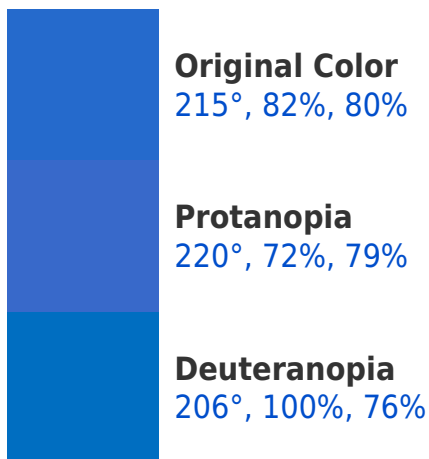 Original Color
215°, 82%, 80%
Protanopia
220°, 72%, 79%
Deuteranopia
206°, 100%, 76%